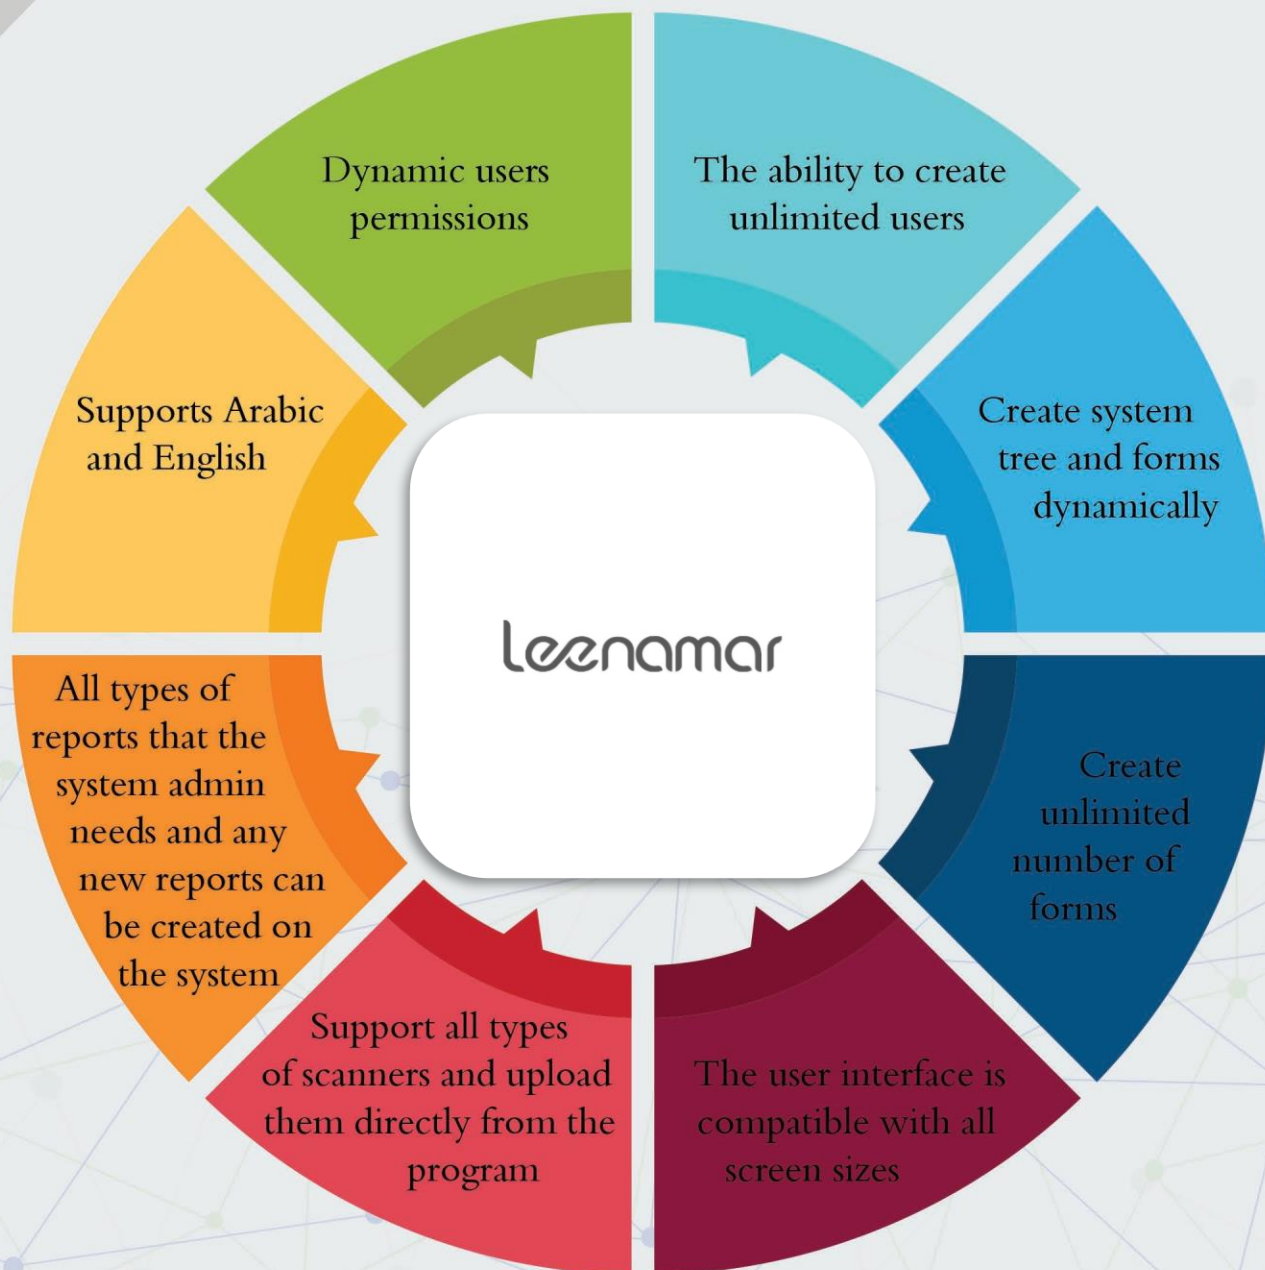 Dynamic users
permissions
The ability to create
unlimited users
Supports Arabic
and English
Create system
tree and forms
dynamically
leenamar
All types of
reports that the
system admin
needs and any
new reports can
be created on
the system
Create
unlimited
number of
forms
Support all types
of scanners and upload
them directly from the
program
The user interface is
compatible with all
screen sizes